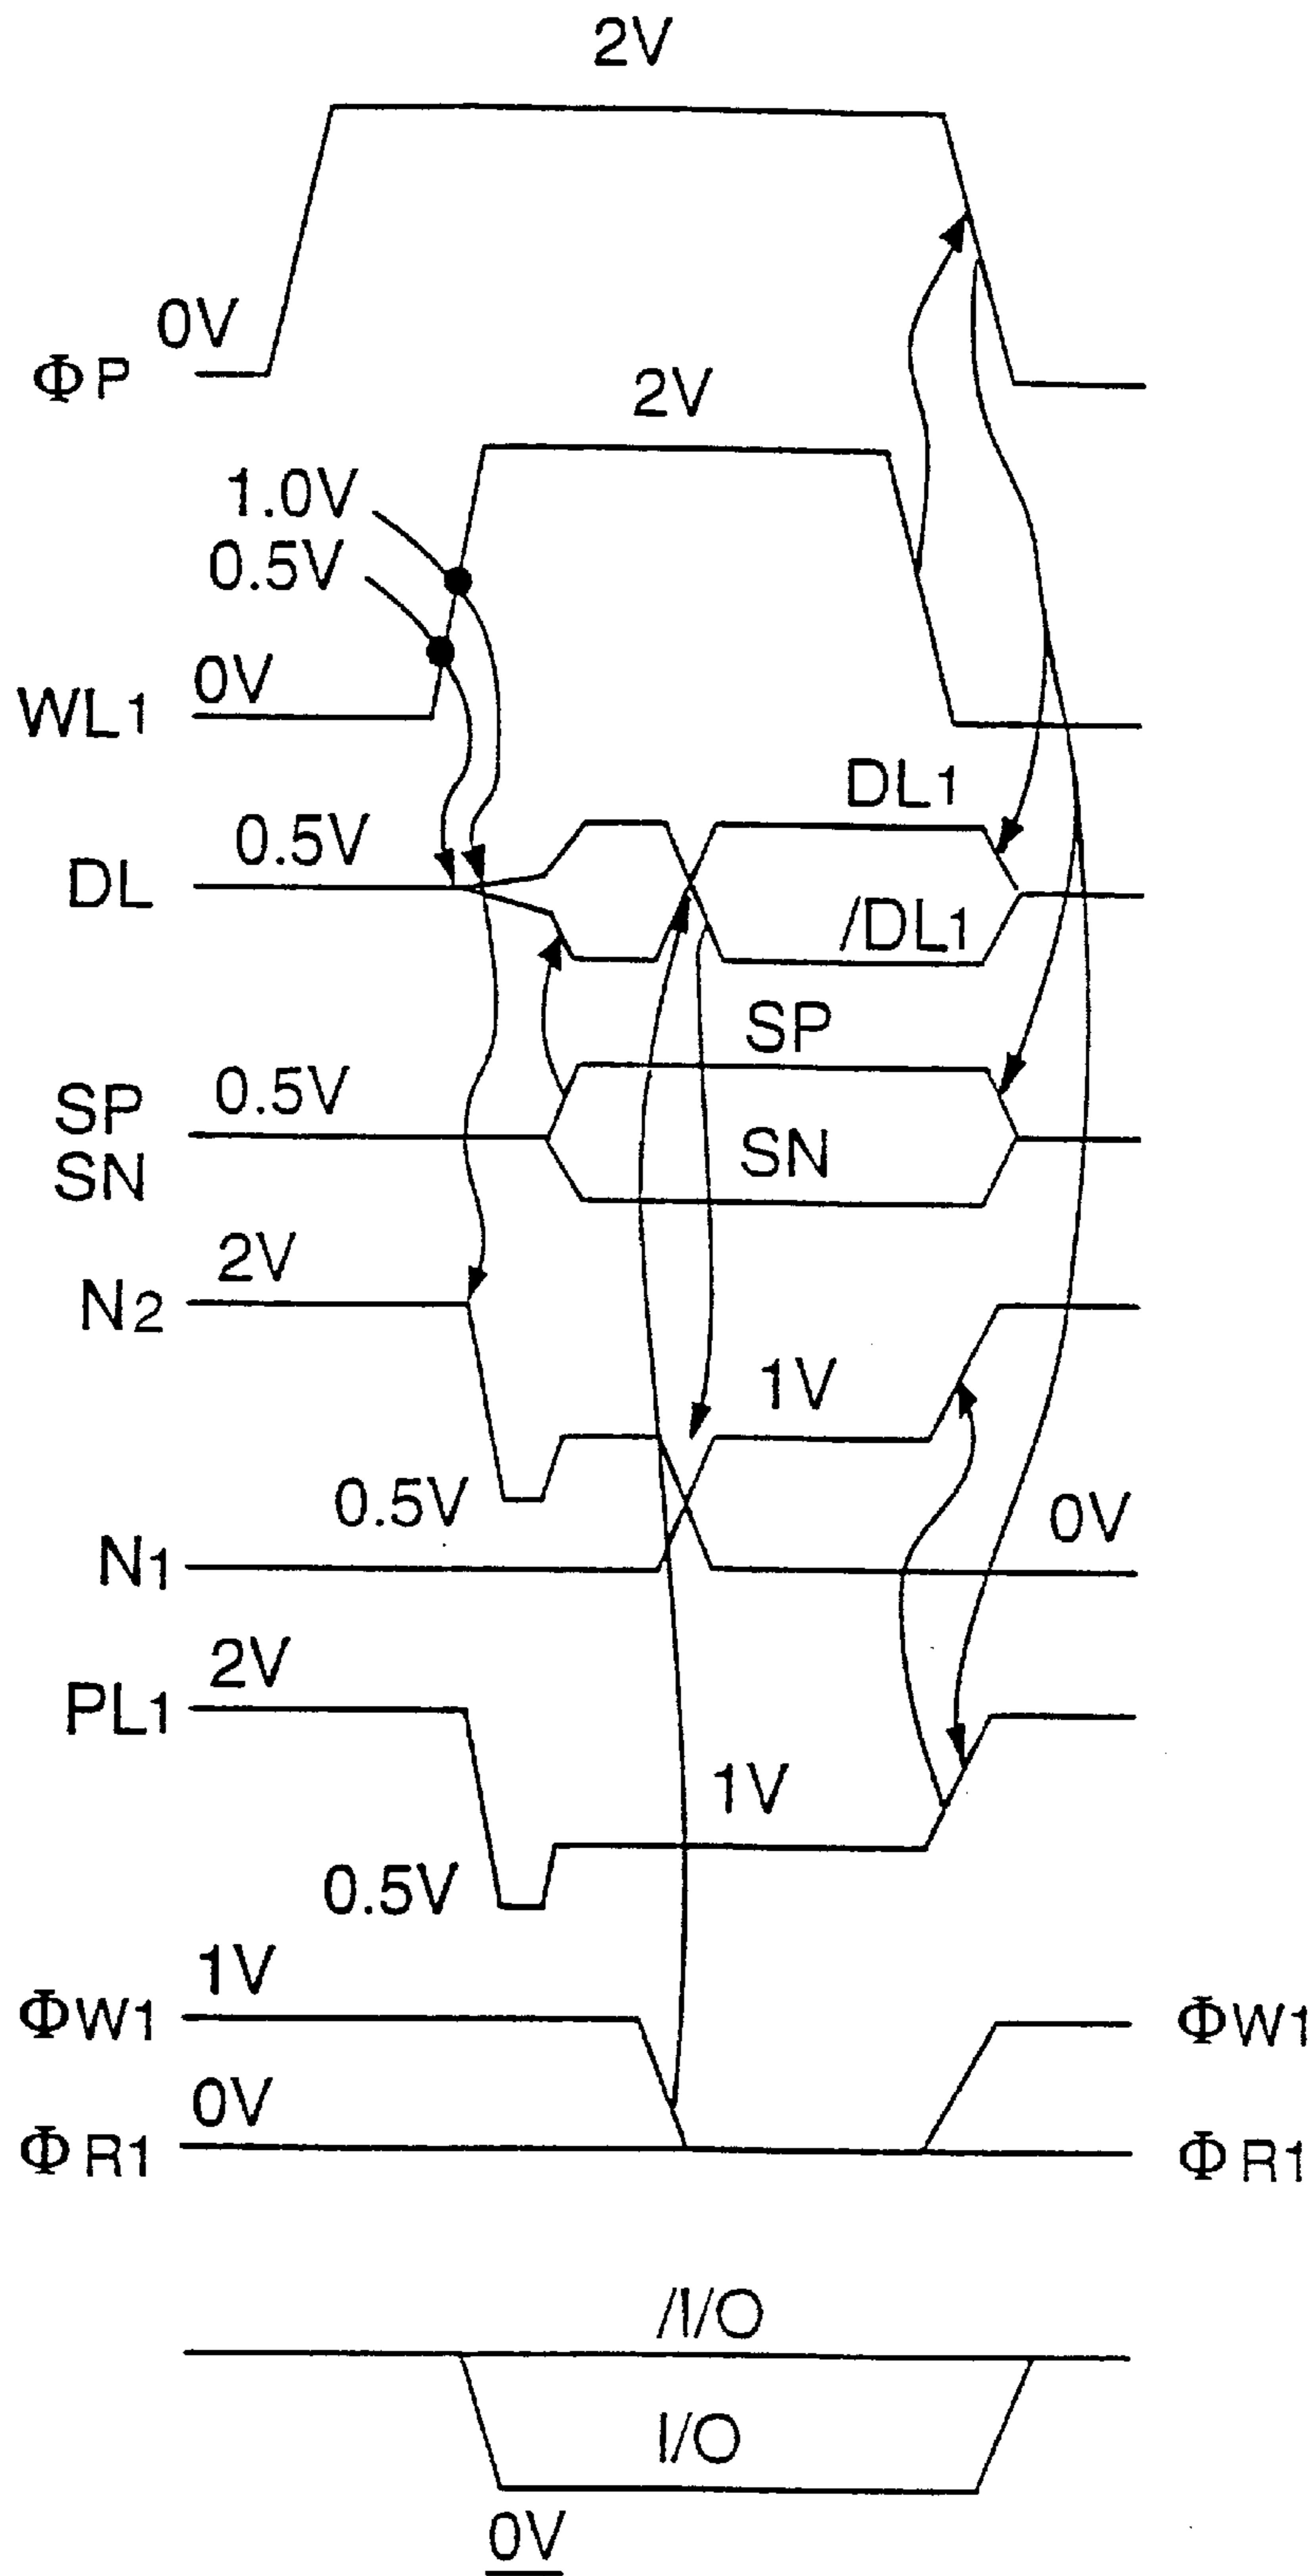 2V
0V
ΦP
2V
1.0V
0.5V
0V
WL1
DL1
0.5V
DL
/DL1
SP
0.5V
SP
SN
SN
2V
N2
1V
0.5V
0V
N1
2V
PL1
1V
0.5V
1V
ΦW1 ΦW1
0V
ΦR1 ΦR1
/I/O
I/O
0V